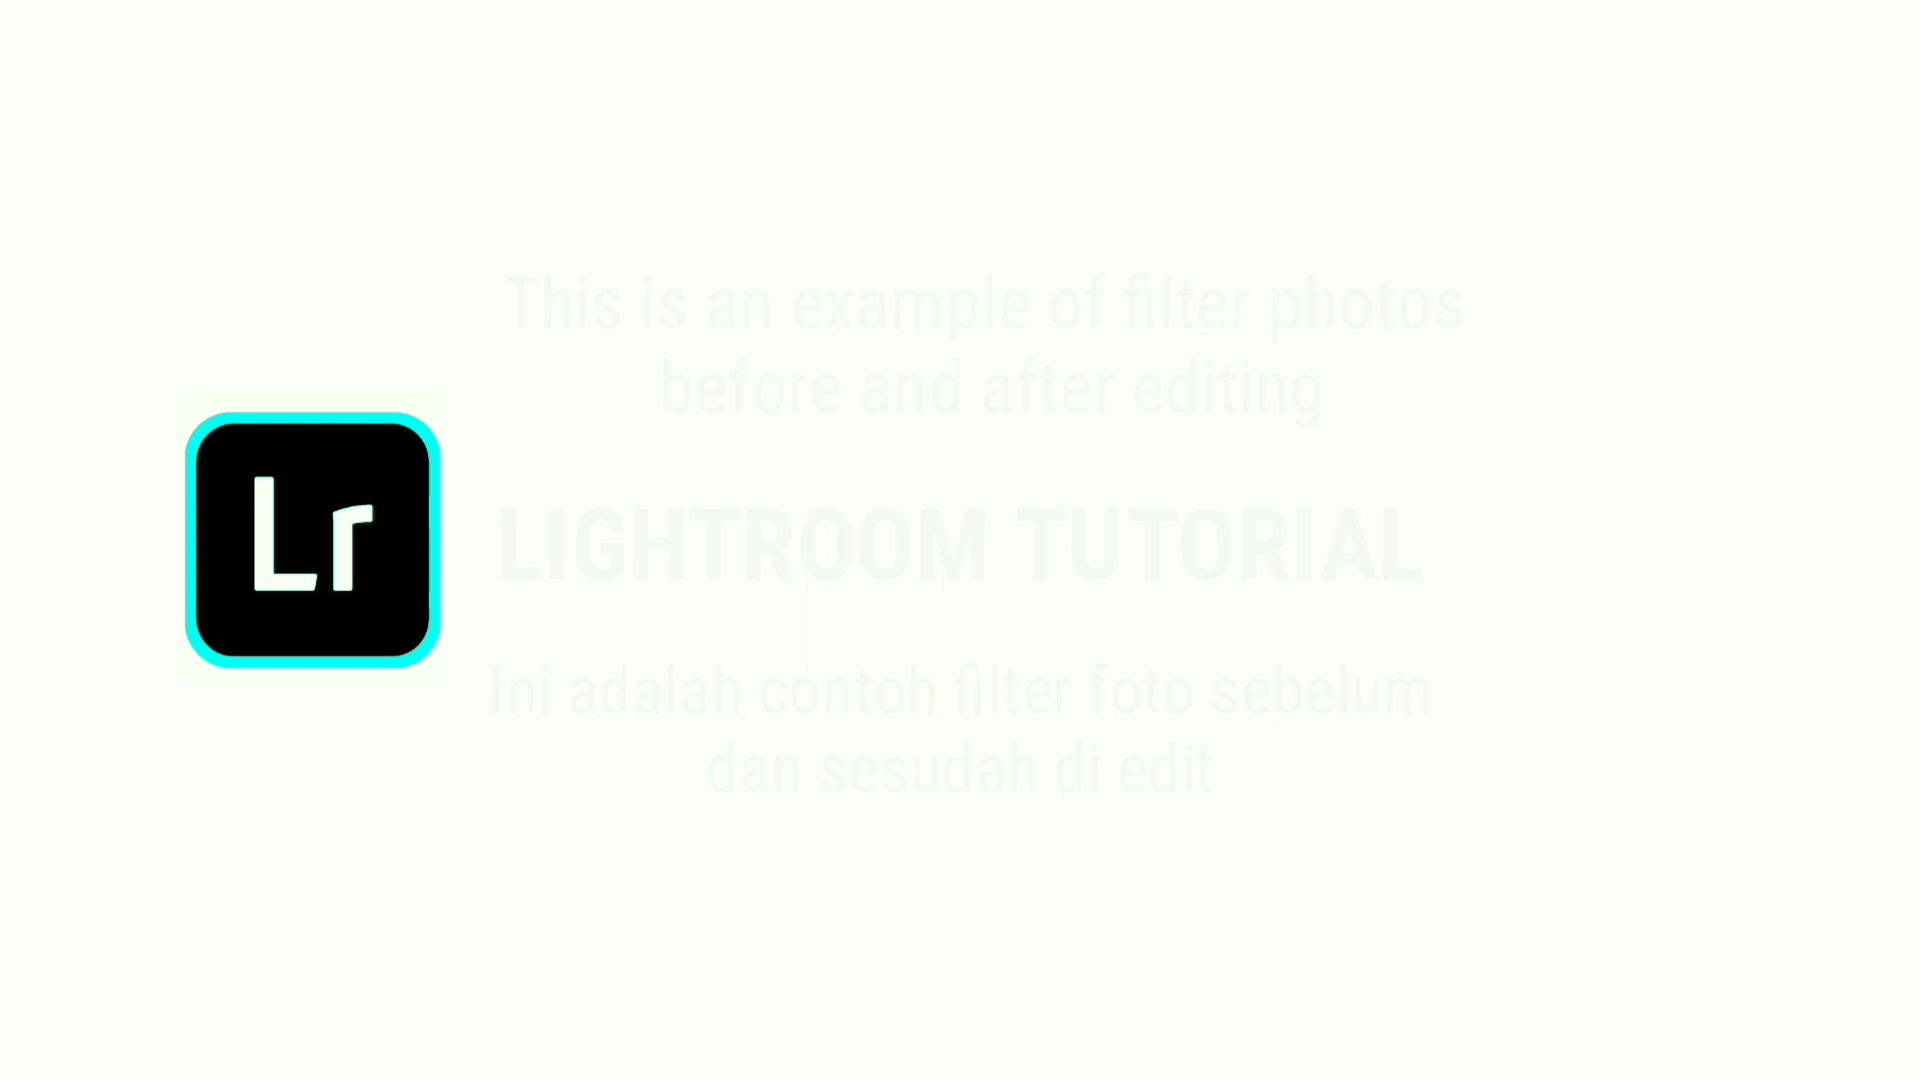 This is an example of filter photos
before and after editing
Lr
LIGHTROOM TUTORIAL
Ini adalah contoh filter foto sebelum
dan sesudah di edit